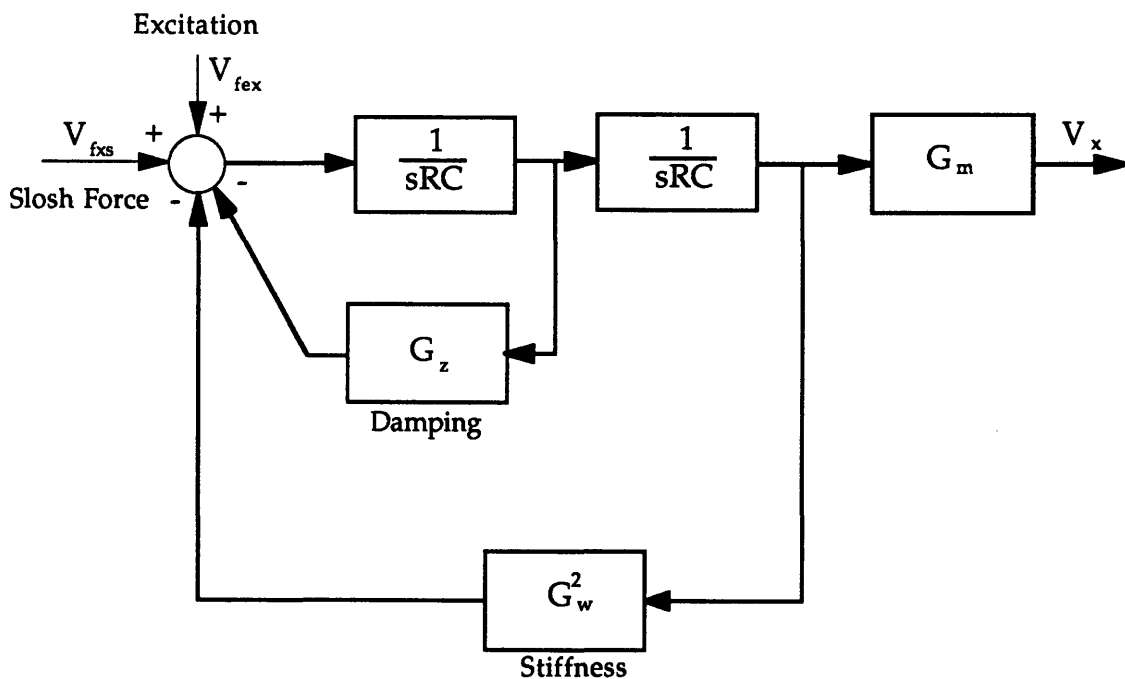 Excitation
V_fex
+
V_fxs
+
Slosh Force
-
-
1
sRC
1
sRC
G_m
V_x
G_z
Damping
G_w^2
Stiffness